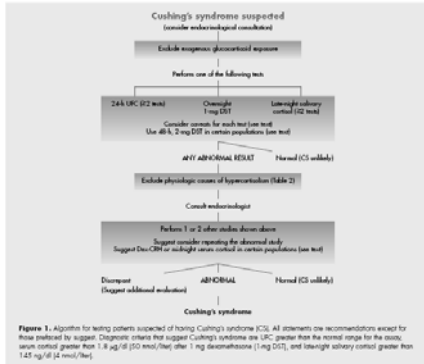 Cushing's syndrome suspected
(consider endocrinological consultation)
Exclude exogenous glucocorticoid exposure
Perform one of the following tests
24-h UFC (≥2 tests)
Overnight
1-mg DST
Late-night salivary
cortisol (≥2 tests)
Consider caveats for each test (see text)
Use 48-h, 2-mg DST in certain populations (see text)
ANY ABNORMAL RESULT
Normal (CS unlikely)
Exclude physiologic causes of hypercortisolism (Table 2)
Consult endocrinologist
Perform 1 or 2 other studies shown above
Suggest consider repeating the abnormal study
Suggest Dex-CRH or midnight serum cortisol in certain populations (see text)
Discrepant
(Suggest additional evaluation)
ABNORMAL
Normal (CS unlikely)
Cushing's syndrome
Figure 1. Algorithm for testing patients suspected of having Cushing's syndrome (CS). All statements are recommendations except for
those prefaced by suggest. Diagnostic criteria that suggest Cushing's syndrome are UFC greater than the normal range for the assay,
serum cortisol greater than 1.8 µg/dl (50 nmol/liter) after 1 mg dexamethasone (1-mg DST), and late-night salivary cortisol greater than
145 ng/dl (4 nmol/liter).